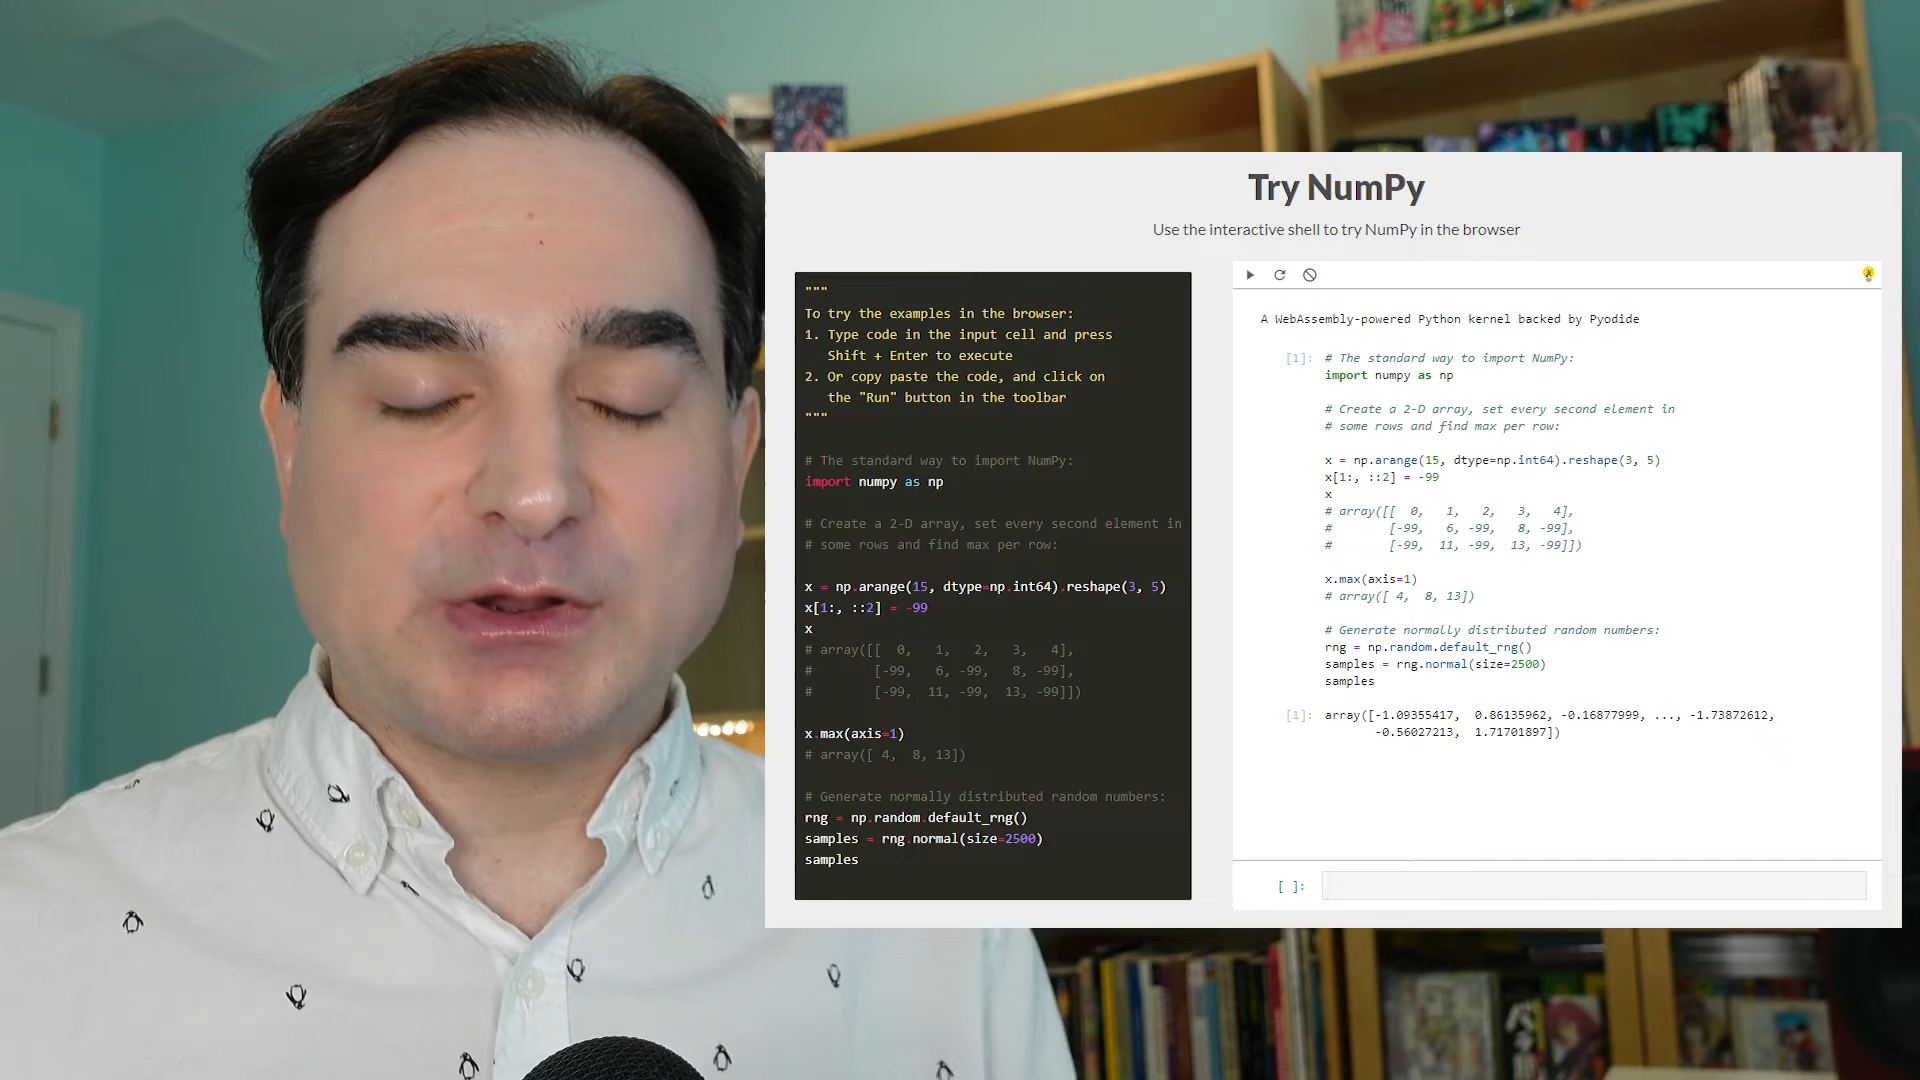 Try NumPy
Use the interactive shell to try NumPy in the browser
"""
To try the examples in the browser:
1. Type code in the input cell and press
Shift + Enter to execute
2. Or copy paste the code, and click on
the "Run" button in the toolbar
"""
# The standard way to import NumPy:
import numpy as np
# Create a 2-D array, set every second element in
# some rows and find max per row:
x = np.arange(15, dtype=np.int64).reshape(3, 5)
x[1:, ::2] = -99
x
# array([[  0,   1,   2,   3,   4],
#        [-99,   6, -99,   8, -99],
#        [-99,  11, -99,  13, -99]])
x.max(axis=1)
# array([ 4,  8, 13])
# Generate normally distributed random numbers:
rng = np.random.default_rng()
samples = rng.normal(size=2500)
samples
A WebAssembly-powered Python kernel backed by Pyodide
[1]: # The standard way to import NumPy:
import numpy as np
# Create a 2-D array, set every second element in
# some rows and find max per row:
x = np.arange(15, dtype=np.int64).reshape(3, 5)
x[1:, ::2] = -99
x
# array([[  0,   1,   2,   3,   4],
#        [-99,   6, -99,   8, -99],
#        [-99,  11, -99,  13, -99]])
x.max(axis=1)
# array([ 4,  8, 13])
# Generate normally distributed random numbers:
rng = np.random.default_rng()
samples = rng.normal(size=2500)
samples
[1]: array([-1.09355417,  0.86135962, -0.16877999, ..., -1.73872612,
-0.56027213,  1.71701897])
[ ]: